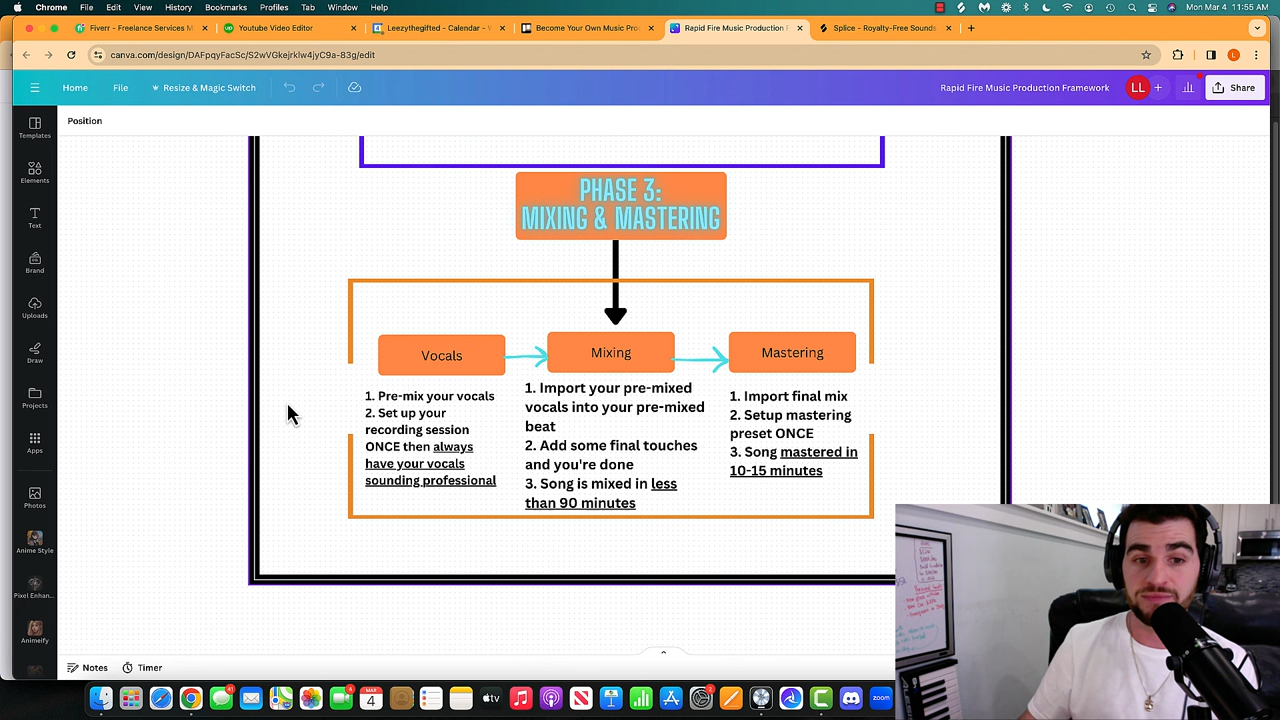 Chrome File Edit View History Bookmarks Profiles Tab Window Help Mon Mar 4 11:55 AM
Fiverr - Freelance Services M
Youtube Video Editor
Leezythegifted - Calendar -
Become Your Own Music Pro
Rapid Fire Music Production F
Splice - Royalty-Free Sounds
canva.com/design/DAFpqyFacSc/S2wVGkejrklw4jyC9a-83g/edit
Home File Resize & Magic Switch
Rapid Fire Music Production Framework
LL
Share
Position
Templates
Elements
Text
Brand
Uploads
Draw
Projects
Apps
Photos
Anime Style
Pixel Enhan...
Animeify
PHASE 3:
MIXING & MASTERING
Vocals
1. Pre-mix your vocals
2. Set up your
recording session
ONCE then always
have your vocals
sounding professional
Mixing
1. Import your pre-mixed
vocals into your pre-mixed
beat
2. Add some final touches
and you're done
3. Song is mixed in less
than 90 minutes
Mastering
1. Import final mix
2. Setup mastering
preset ONCE
3. Song mastered in
10-15 minutes
Notes Timer
MAR
4
tv
zoom